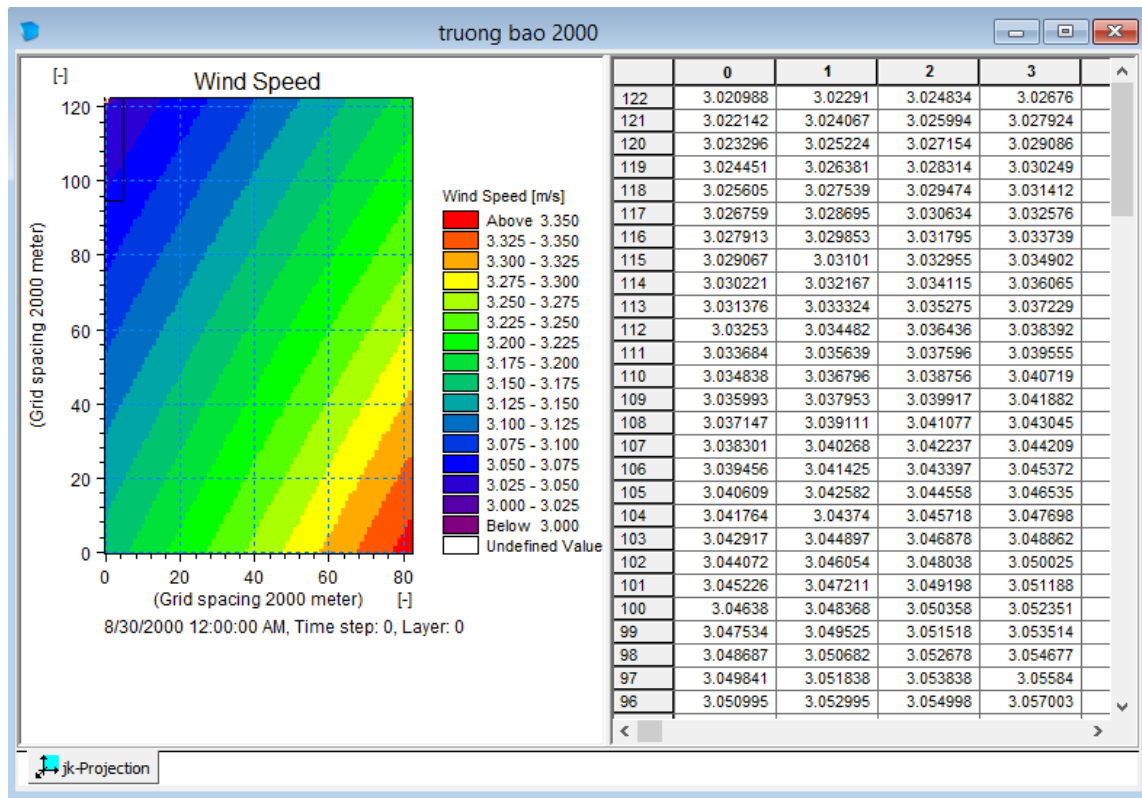 truong bao 2000
[-]
Wind Speed
120
100
80
60
40
20
0
(Grid spacing 2000 meter)
0 20 40 60 80
(Grid spacing 2000 meter) [-]
8/30/2000 12:00:00 AM, Time step: 0, Layer: 0
Wind Speed [m/s]
Above 3.350
3.325 - 3.350
3.300 - 3.325
3.275 - 3.300
3.250 - 3.275
3.225 - 3.250
3.200 - 3.225
3.175 - 3.200
3.150 - 3.175
3.125 - 3.150
3.100 - 3.125
3.075 - 3.100
3.050 - 3.075
3.025 - 3.050
3.000 - 3.025
Below 3.000
Undefined Value
0 1 2 3
122 3.020988 3.02291 3.024834 3.02676
121 3.022142 3.024067 3.025994 3.027924
120 3.023296 3.025224 3.027154 3.029086
119 3.024451 3.026381 3.028314 3.030249
118 3.025605 3.027539 3.029474 3.031412
117 3.026759 3.028695 3.030634 3.032576
116 3.027913 3.029853 3.031795 3.033739
115 3.029067 3.03101 3.032955 3.034902
114 3.030221 3.032167 3.034115 3.036065
113 3.031376 3.033324 3.035275 3.037229
112 3.03253 3.034482 3.036436 3.038392
111 3.033684 3.035639 3.037596 3.039555
110 3.034838 3.036796 3.038756 3.040719
109 3.035993 3.037953 3.039917 3.041882
108 3.037147 3.039111 3.041077 3.043045
107 3.038301 3.040268 3.042237 3.044209
106 3.039456 3.041425 3.043397 3.045372
105 3.040609 3.042582 3.044558 3.046535
104 3.041764 3.04374 3.045718 3.047698
103 3.042917 3.044897 3.046878 3.048862
102 3.044072 3.046054 3.048038 3.050025
101 3.045226 3.047211 3.049198 3.051188
100 3.04638 3.048368 3.050358 3.052351
99 3.047534 3.049525 3.051518 3.053514
98 3.048687 3.050682 3.052678 3.054677
97 3.049841 3.051838 3.053838 3.05584
96 3.050995 3.052995 3.054998 3.057003
jk-Projection